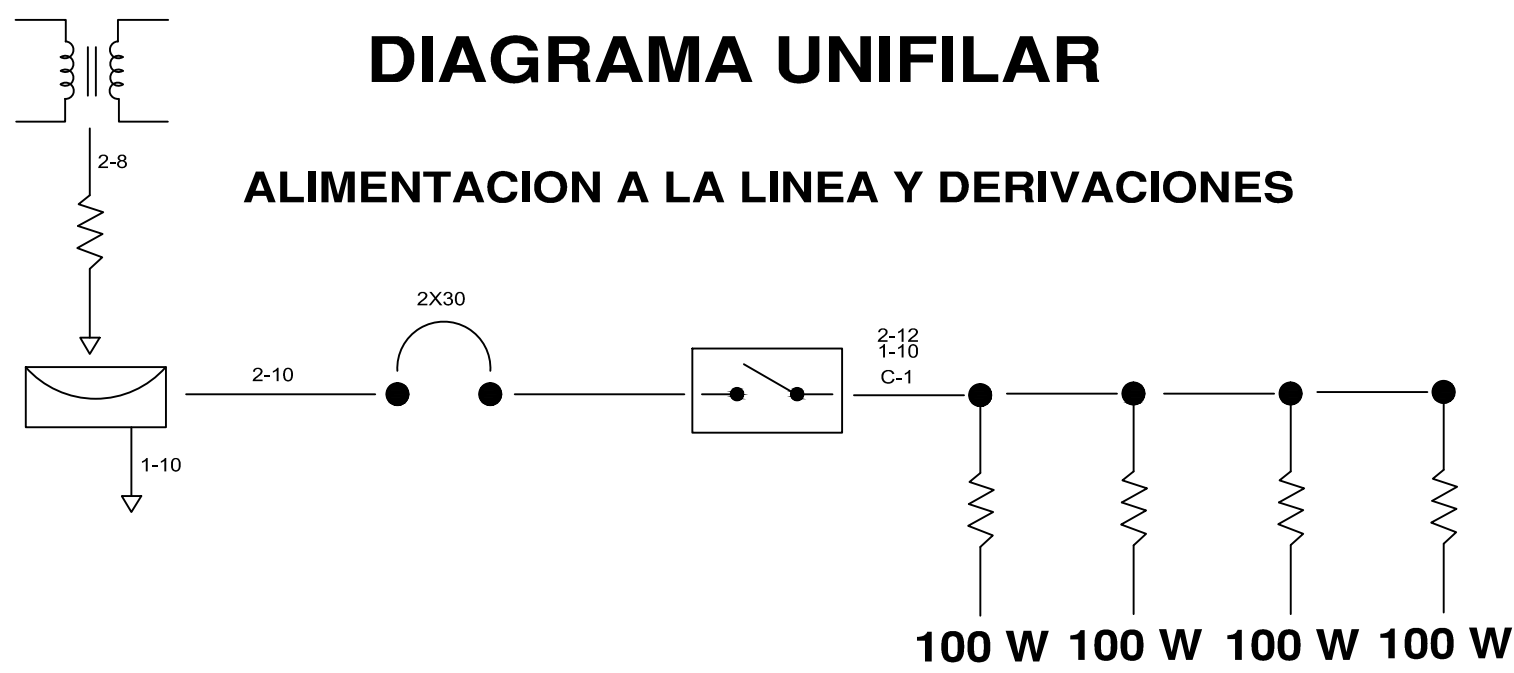 DIAGRAMA UNIFILAR
2-8
ALIMENTACION A LA LINEA Y DERIVACIONES
2X30
2-12
1-10
C-1
2-10
1-10
100 W 100 W 100 W 100 W